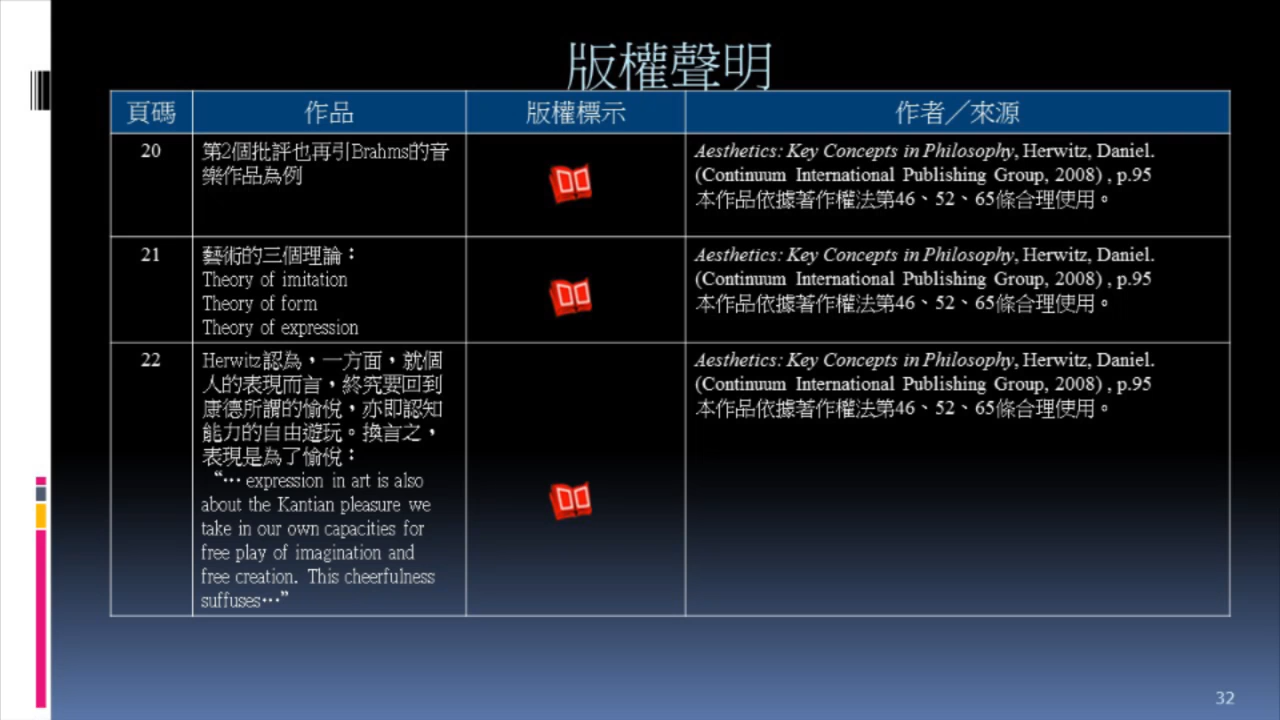 版權聲明
頁碼 作品 版權標示 作者／來源
20
第2個批評也再引Brahms的音
樂作品為例
Aesthetics: Key Concepts in Philosophy, Herwitz, Daniel.
(Continuum International Publishing Group, 2008) , p.95
本作品依據著作權法第46、52、65條合理使用。
21
藝術的三個理論：
Theory of imitation
Theory of form
Theory of expression
Aesthetics: Key Concepts in Philosophy, Herwitz, Daniel.
(Continuum International Publishing Group, 2008) , p.95
本作品依據著作權法第46、52、65條合理使用。
22
Herwitz認為，一方面，就個
人的表現而言，終究要回到
康德所謂的愉悅，亦即認知
能力的自由遊玩。換言之，
表現是為了愉悅：
“… expression in art is also
about the Kantian pleasure we
take in our own capacities for
free play of imagination and
free creation. This cheerfulness
suffuses…”
Aesthetics: Key Concepts in Philosophy, Herwitz, Daniel.
(Continuum International Publishing Group, 2008) , p.95
本作品依據著作權法第46、52、65條合理使用。
32